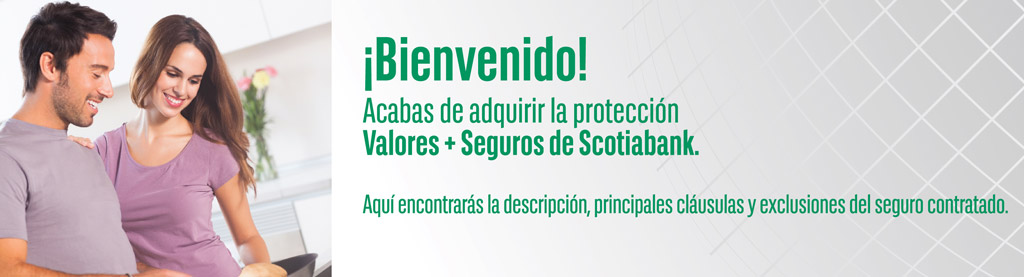 ¡Bienvenido!
Acabas de adquirir la protección
Valores + Seguros de Scotiabank.
Aquí encontrarás la descripción, principales cláusulas y exclusiones del seguro contratado.